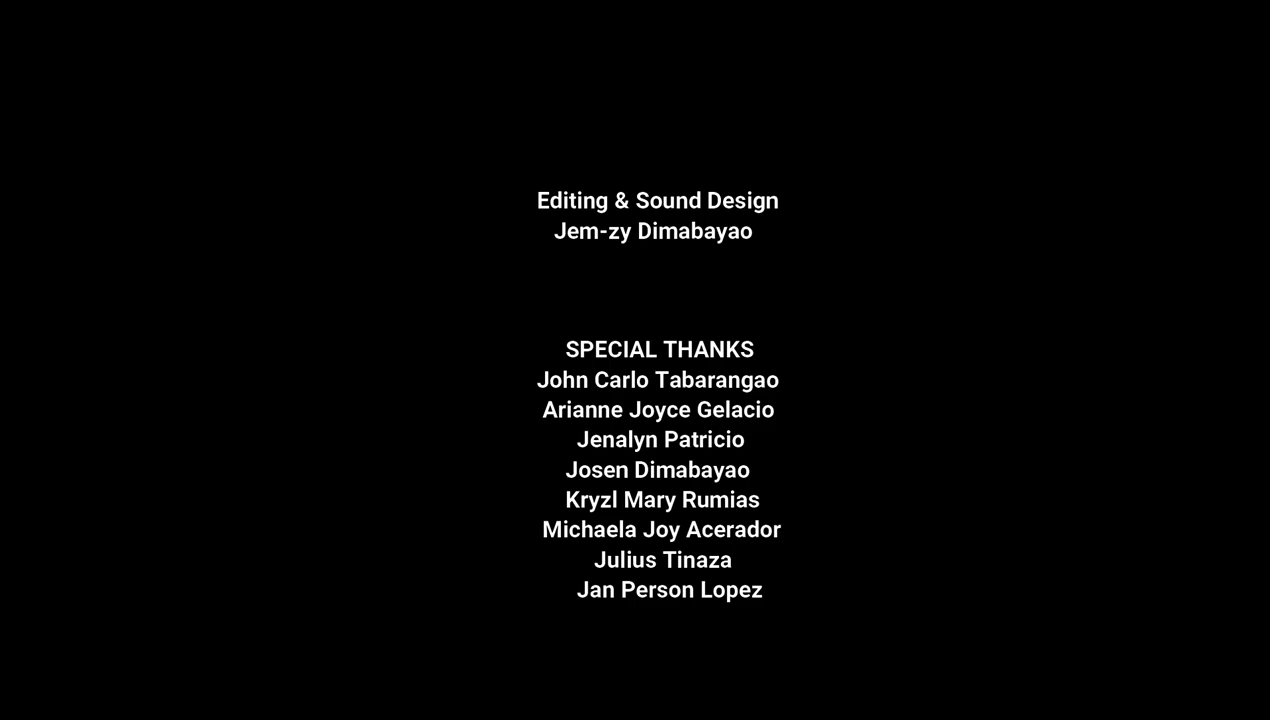 Editing & Sound Design
Jem-zy Dimabayao
SPECIAL THANKS
John Carlo Tabarangao
Arianne Joyce Gelacio
Jenalyn Patricio
Josen Dimabayao
Kryzl Mary Rumias
Michaela Joy Acerador
Julius Tinaza
Jan Person Lopez